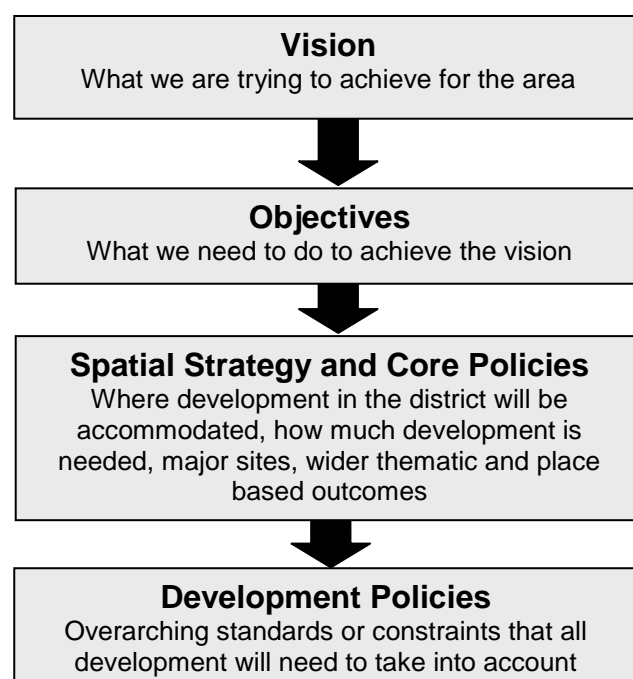 Vision
What we are trying to achieve for the area
Objectives
What we need to do to achieve the vision
Spatial Strategy and Core Policies
Where development in the district will be
accommodated, how much development is
needed, major sites, wider thematic and place
based outcomes
Development Policies
Overarching standards or constraints that all
development will need to take into account